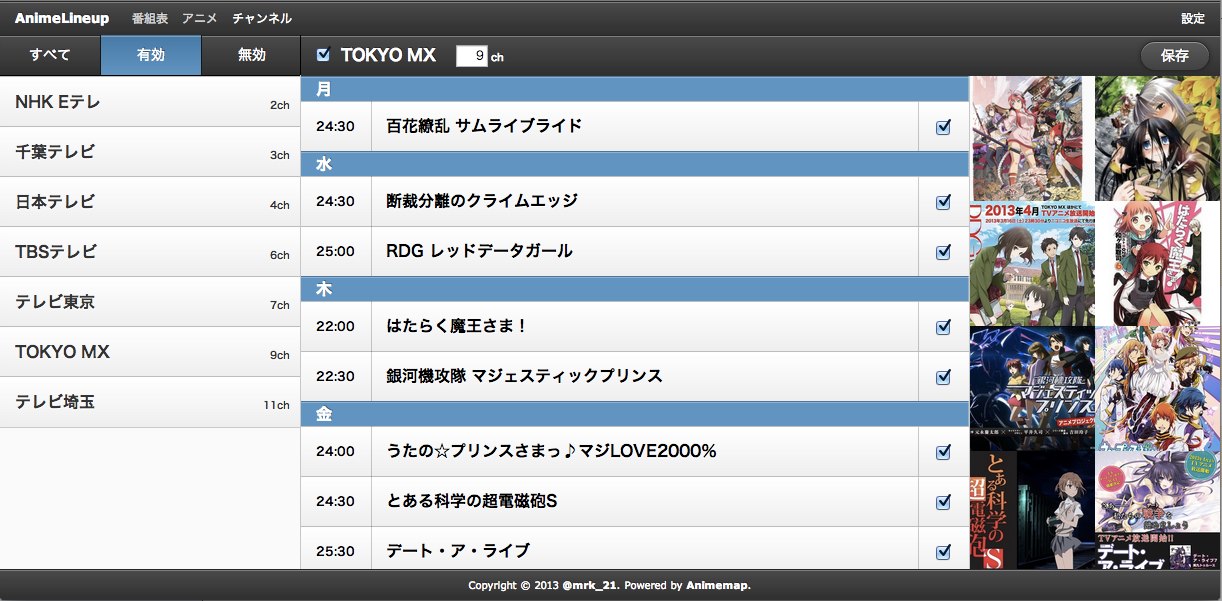 AnimeLineup 番組表 アニメ チャンネル 設定
すべて 有効 無効 TOKYO MX 9 ch 保存
NHK Eテレ 2ch
千葉テレビ 3ch
日本テレビ 4ch
TBSテレビ 6ch
テレビ東京 7ch
TOKYO MX 9ch
テレビ埼玉 11ch
月
24:30 百花繚乱 サムライブライド
水
24:30 断裁分離のクライムエッジ
25:00 RDG レッドデータガール
木
22:00 はたらく魔王さま！
22:30 銀河機攻隊 マジェスティックプリンス
金
24:00 うたの☆プリンスさまっ♪マジLOVE2000%
24:30 とある科学の超電磁砲S
25:30 デート・ア・ライブ
2013年4月 TOKYO MX ほかにて
TVアニメ放送開始
はたらく魔王さま!
銀河機攻隊
マジェスティック
プリンス
アニメプロジェクト
とある科学の
超電磁砲
S
TVアニメ放送開始!!
デート・
ア・ライブ
Copyright © 2013 @mrk_21. Powered by Animemap.